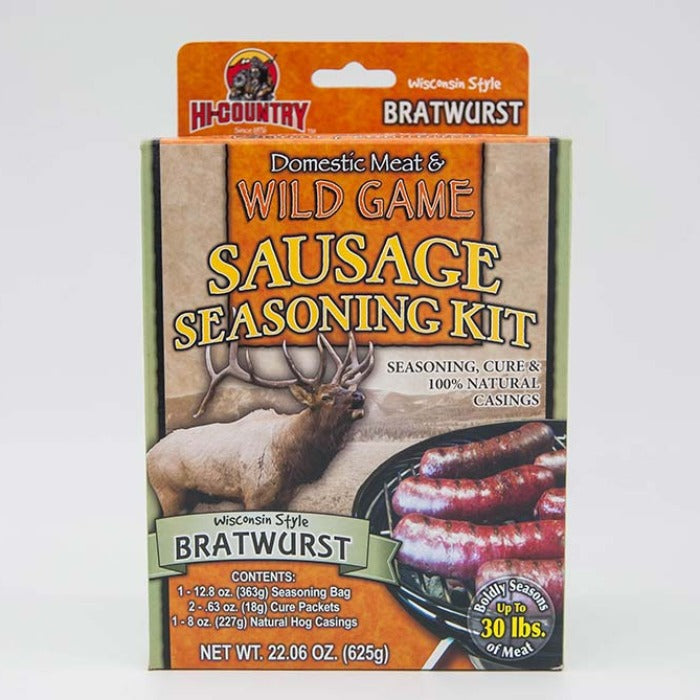 HI-COUNTRY
TM
Wisconsin Style
BRATWURST
Domestic Meat &
WILD GAME
SAUSAGE
SEASONING KIT
SEASONING, CURE &
100% NATURAL
CASINGS
Wisconsin Style
BRATWURST
CONTENTS:
1 - 12.8 oz. (363g) Seasoning Bag
2 - .63 oz. (18g) Cure Packets
1 - 8 oz. (227g) Natural Hog Casings
NET WT. 22.06 OZ. (625g)
Boldly Seasons
Up To
30 lbs.
of Meat